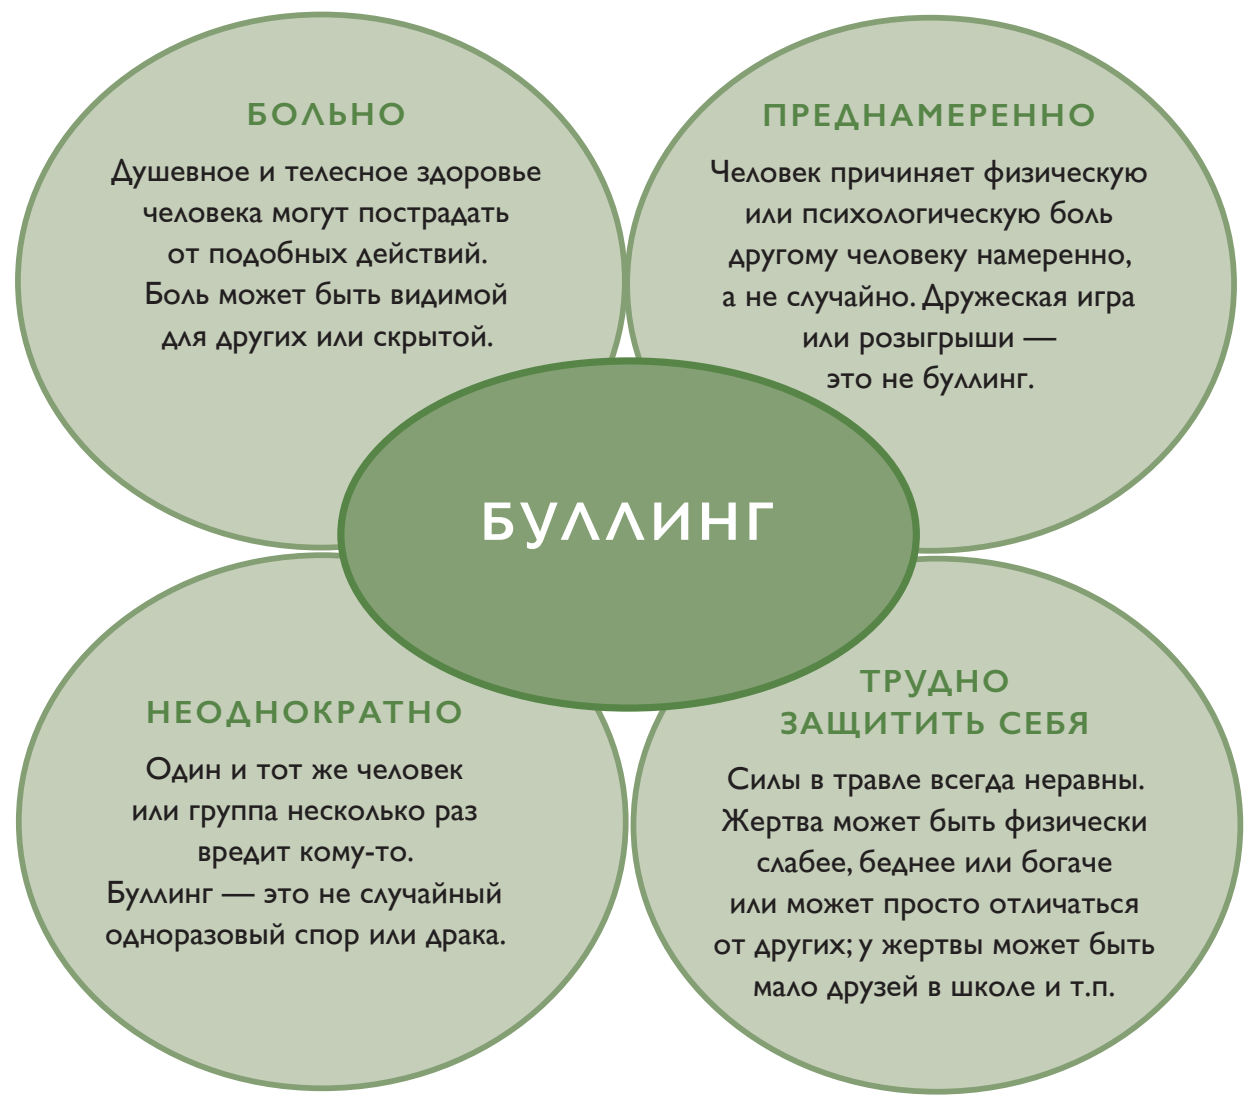 БОЛЬНО
Душевное и телесное здоровье
человека могут пострадать
от подобных действий.
Боль может быть видимой
для других или скрытой.
ПРЕДНАМЕРЕННО
Человек причиняет физическую
или психологическую боль
другому человеку намеренно,
а не случайно. Дружеская игра
или розыгрыши —
это не буллинг.
БУЛЛИНГ
НЕОДНОКРАТНО
Один и тот же человек
или группа несколько раз
вредит кому-то.
Буллинг — это не случайный
одноразовый спор или драка.
ТРУДНО
ЗАЩИТИТЬ СЕБЯ
Силы в травле всегда неравны.
Жертва может быть физически
слабее, беднее или богаче
или может просто отличаться
от других; у жертвы может быть
мало друзей в школе и т.п.